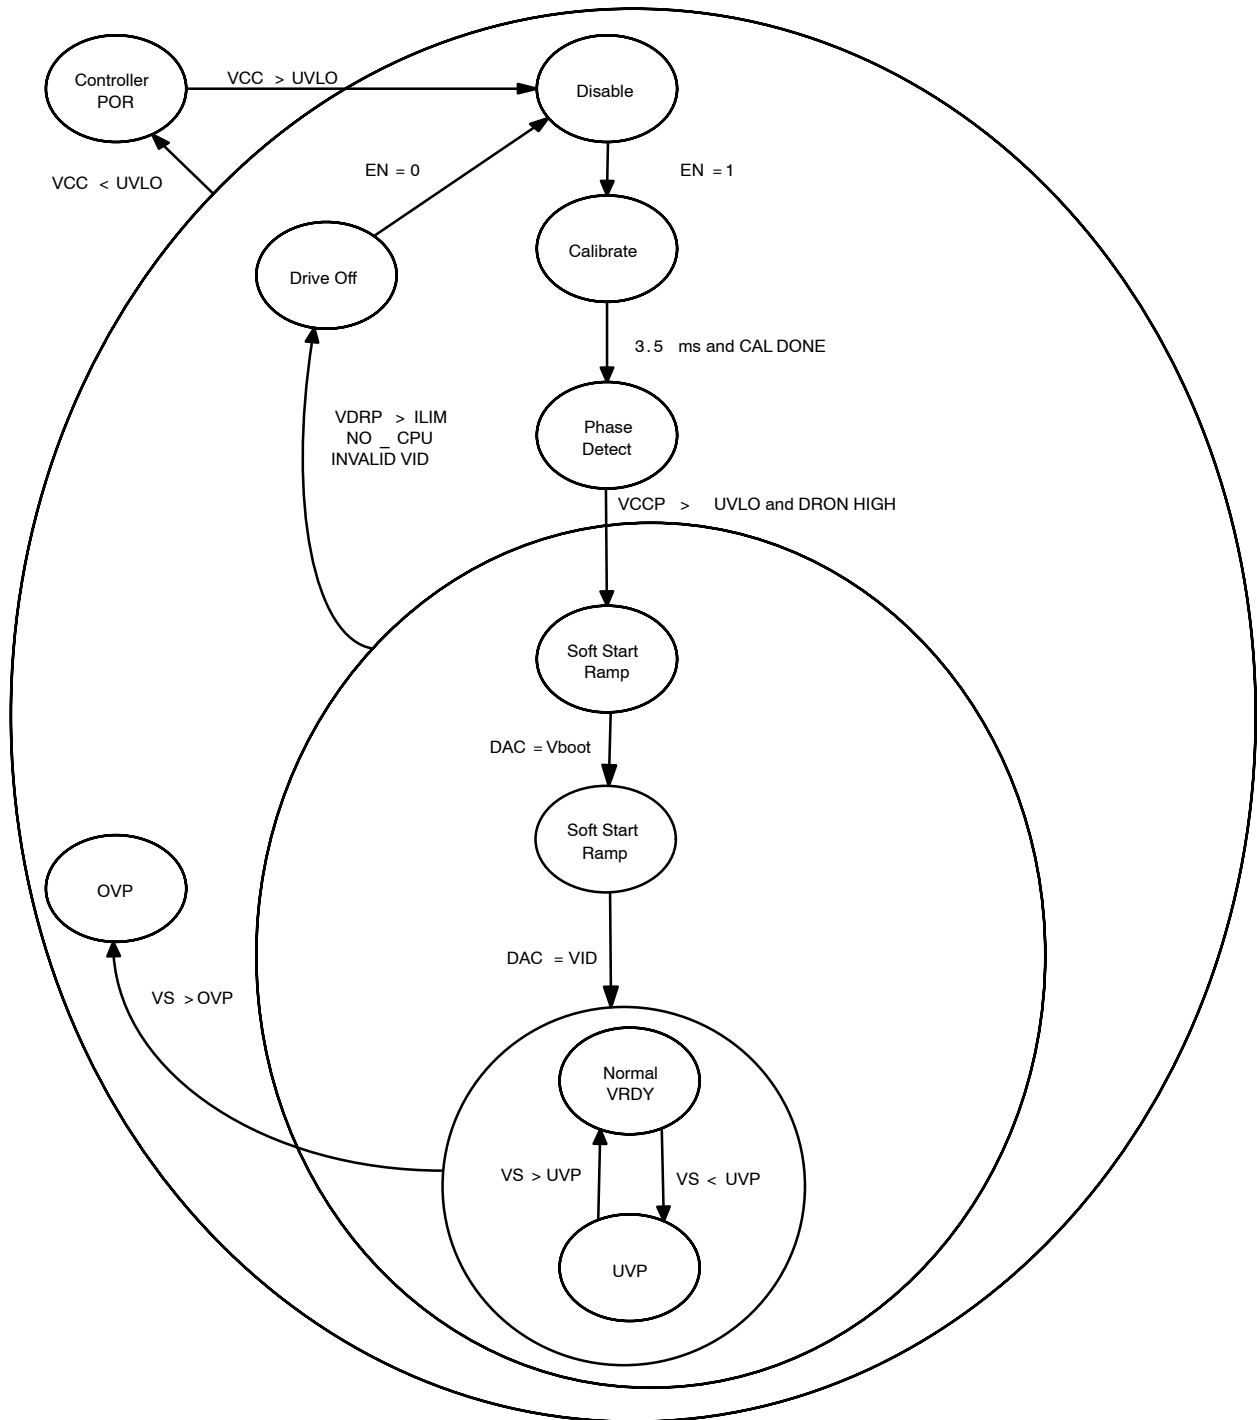 Controller
POR
VCC > UVLO
Disable
VCC < UVLO
EN = 0
EN = 1
Calibrate
Drive Off
3.5 ms and CAL DONE
VDRP > ILIM
NO _ CPU
INVALID VID
Phase
Detect
VCCP > UVLO and DRON HIGH
Soft Start
Ramp
DAC = Vboot
Soft Start
Ramp
OVP
DAC = VID
VS > OVP
Normal
VRDY
VS > UVP
VS < UVP
UVP